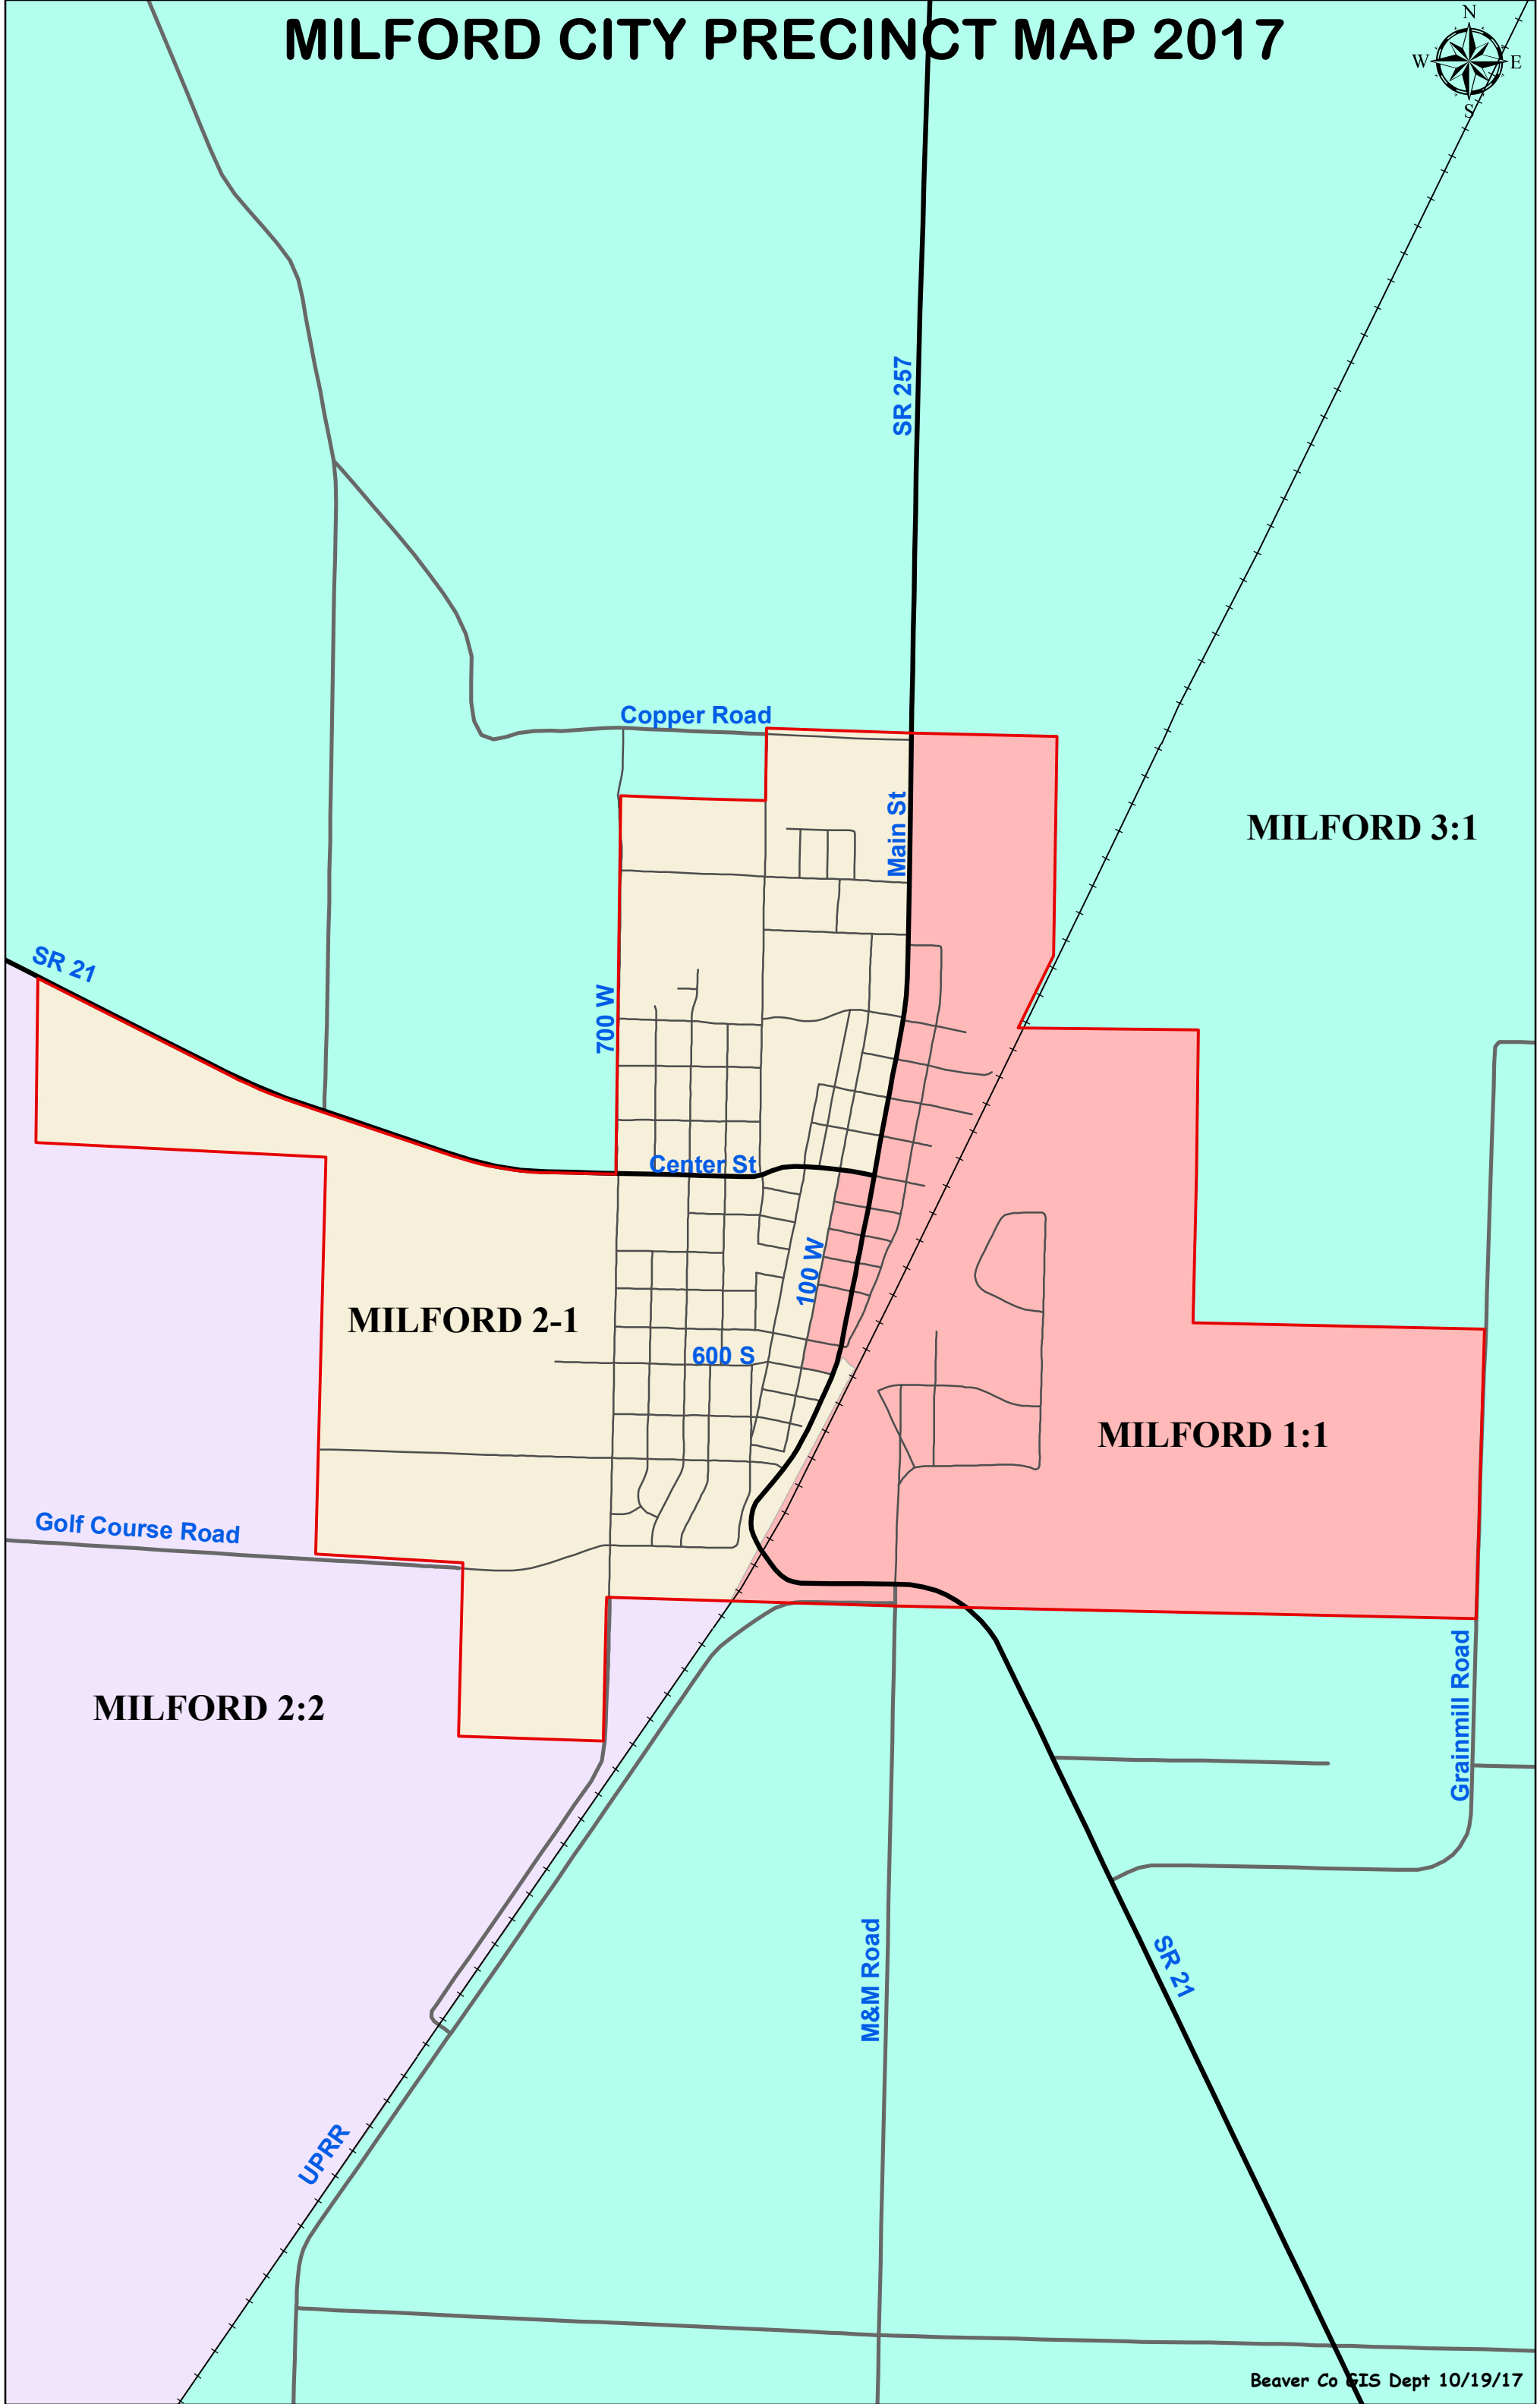 MILFORD CITY PRECINCT MAP 2017
N
W
E
S
SR 257
Copper Road
Main St
MILFORD 3:1
SR 21
700 W
Center St
100 W
MILFORD 2-1
600 S
MILFORD 1:1
Golf Course Road
MILFORD 2:2
Grainmill Road
M&M Road
SR 21
UPRR
Beaver Co GIS Dept 10/19/17